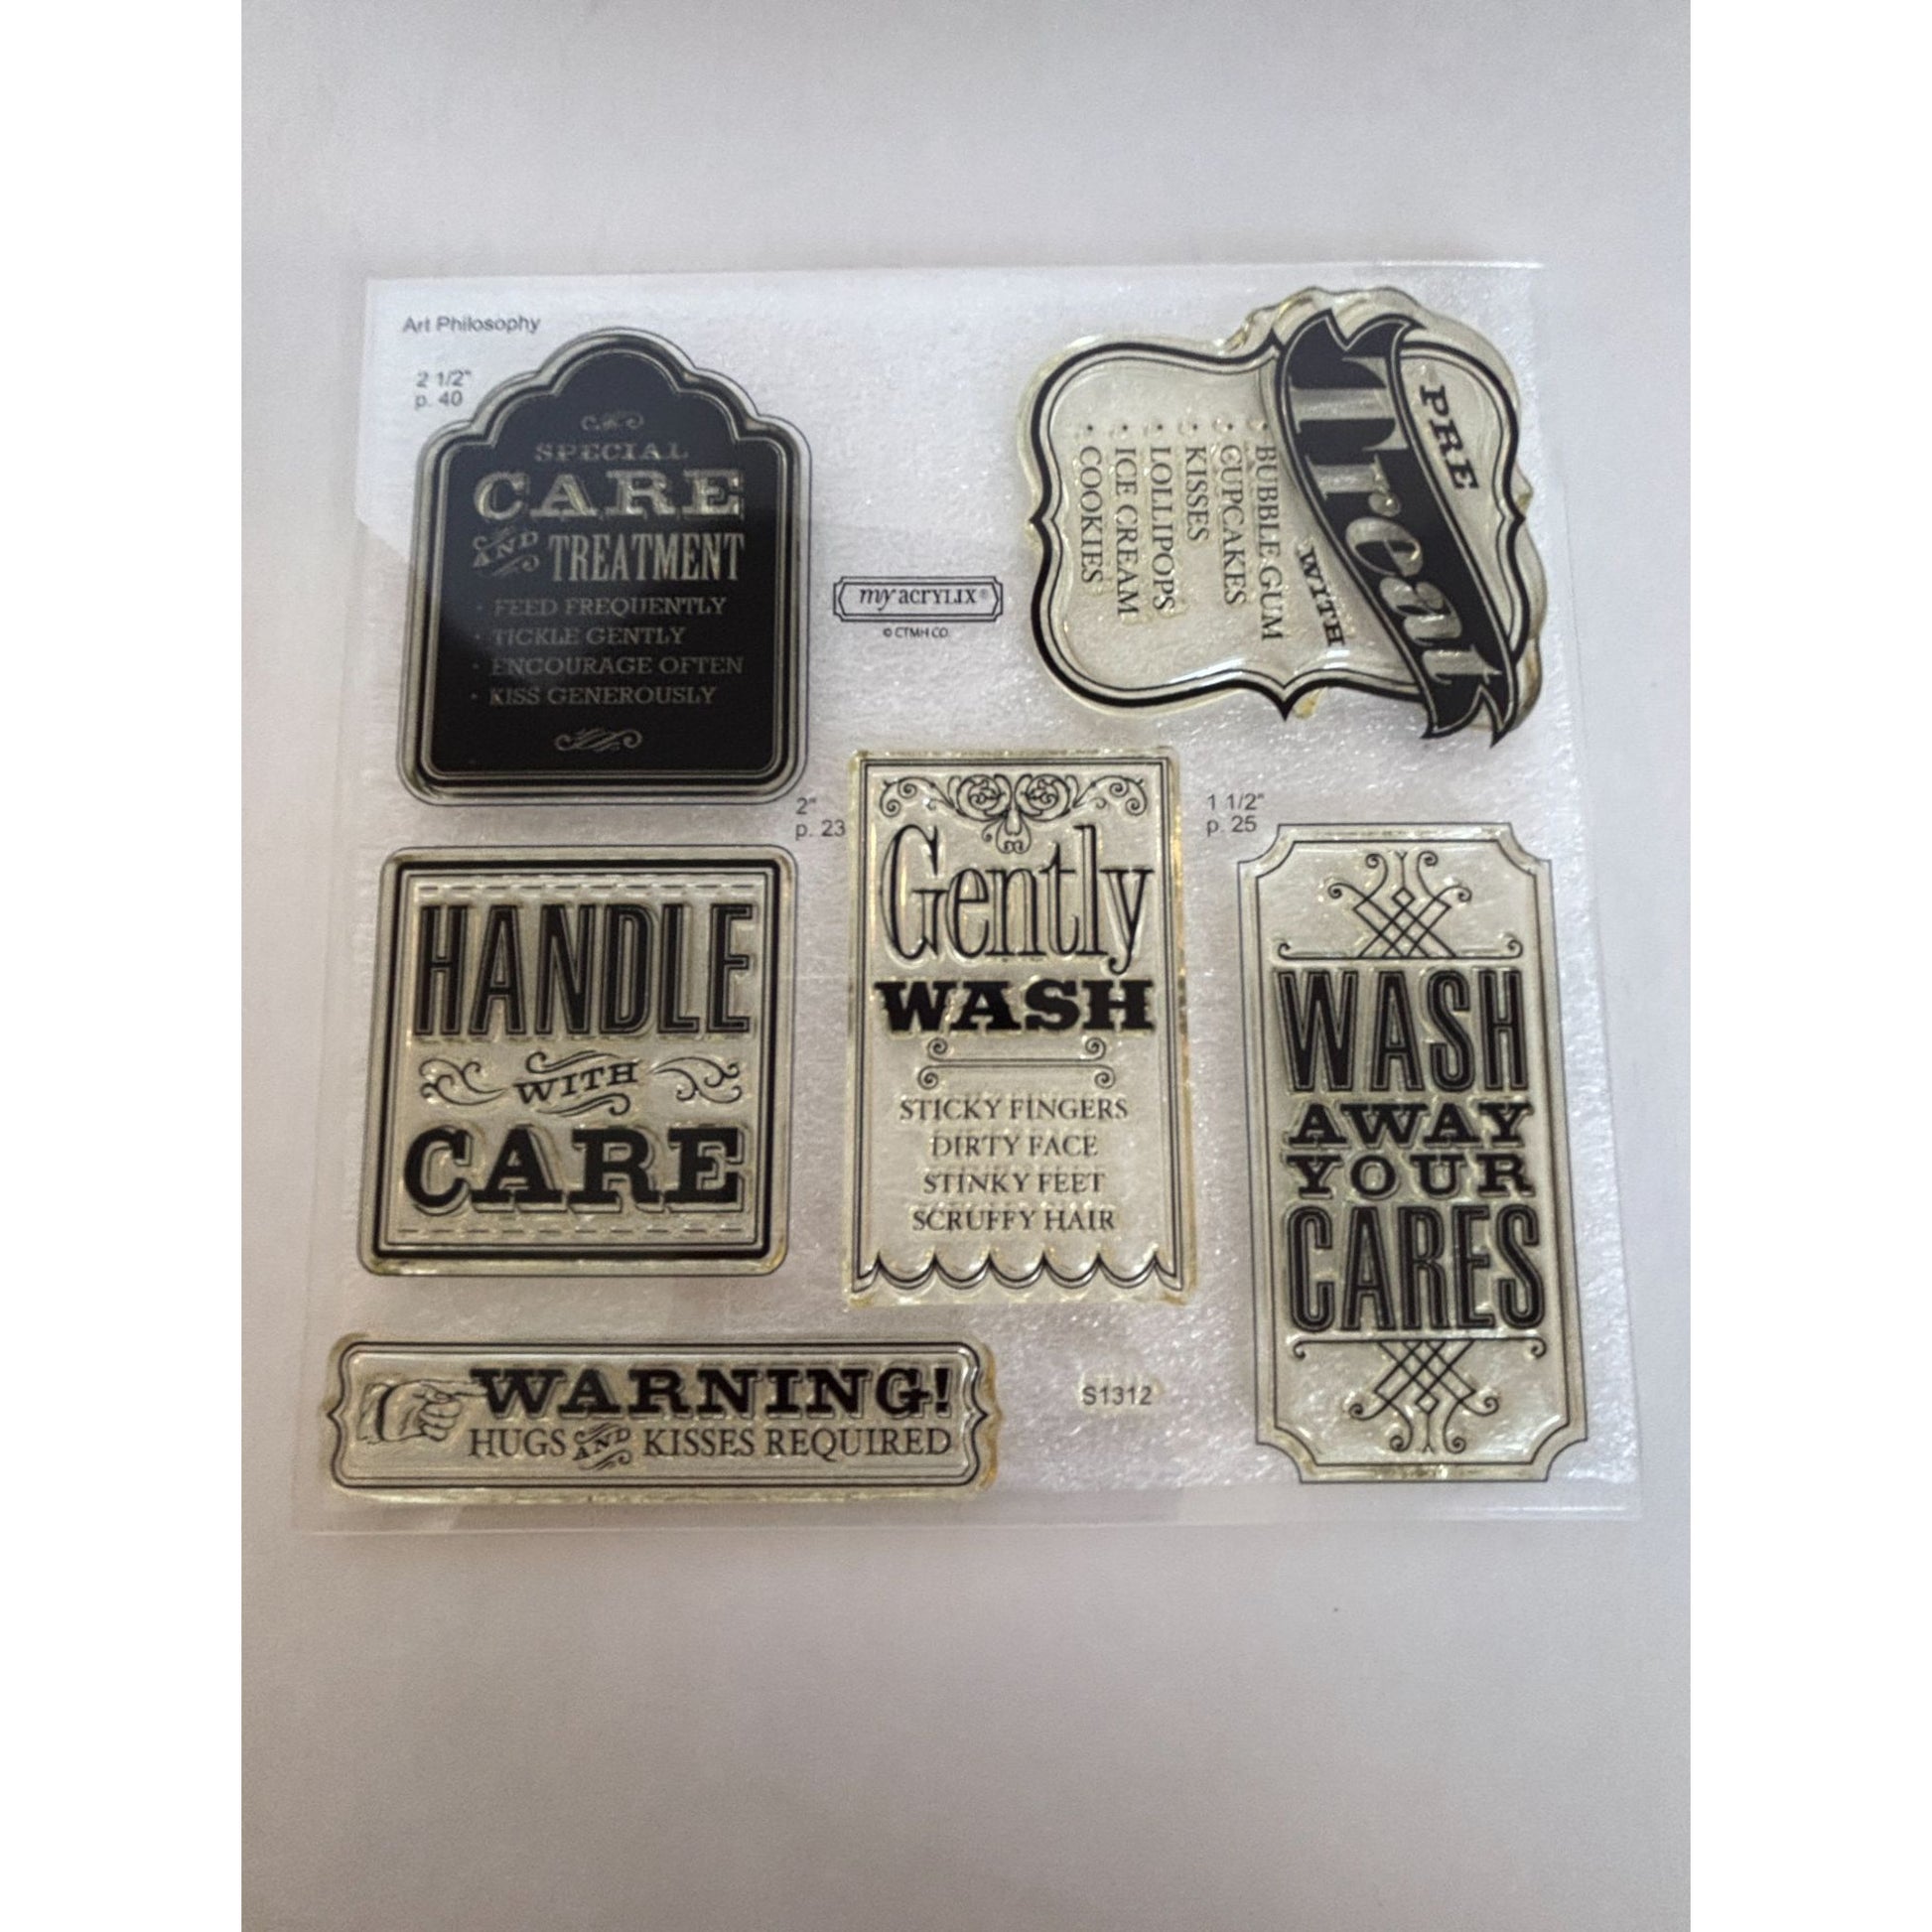 Art Philosophy
2 1/2"
p. 40
SPECIAL
CARE
AND TREATMENT
• FEED FREQUENTLY
• TICKLE GENTLY
• ENCOURAGE OFTEN
• KISS GENEROUSLY
my acrylix®
© CTMH CO.
PRE
Treat
WITH
• BUBBLE GUM
• CUPCAKES
• KISSES
• LOLLIPOPS
• ICE CREAM
• COOKIES
HANDLE
WITH
CARE
2"
p. 23
Gently
WASH
STICKY FINGERS
DIRTY FACE
STINKY FEET
SCRUFFY HAIR
1 1/2"
p. 25
WASH
AWAY
YOUR
CARES
WARNING!
HUGS AND KISSES REQUIRED
S1312